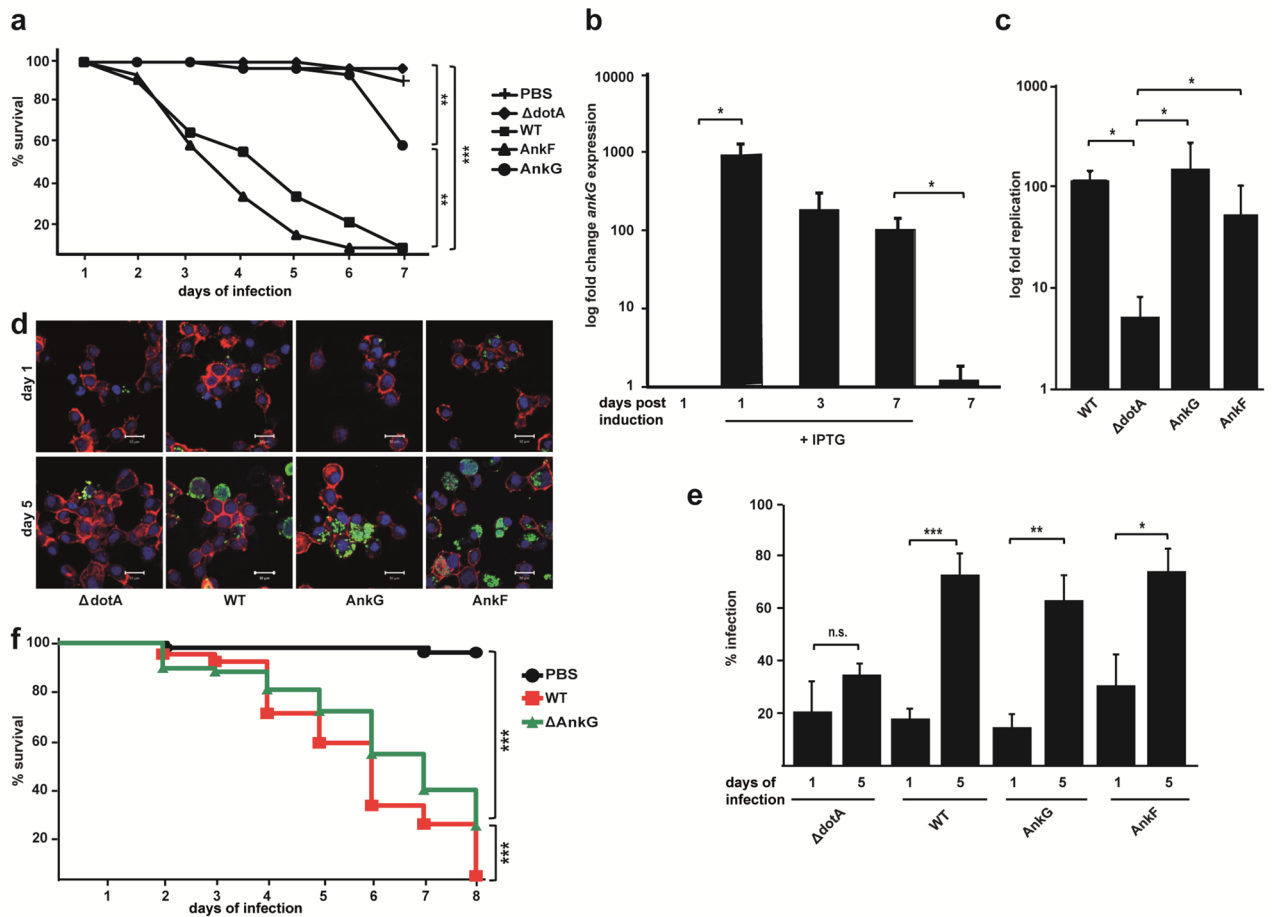 a
100
80
60
40
20
% survival
1 2 3 4 5 6 7
days of infection
PBS
ΔdotA
WT
AnkF
AnkG
**
**
***
b
10000
1000
100
10
1
log fold change ankG expression
*
*
days post
induction
1 1 3 7 7
+ IPTG
c
1000
100
10
1
log fold replication
*
*
*
WT ΔdotA AnkG AnkF
d
day 1
day 5
ΔdotA WT AnkG AnkF
e
100
80
60
40
20
% infection
n.s.
***
**
*
days of
infection
1 5 1 5 1 5 1 5
ΔdotA WT AnkG AnkF
f
100
80
60
40
20
% survival
1 2 3 4 5 6 7 8
days of infection
PBS
WT
ΔAnkG
***
***